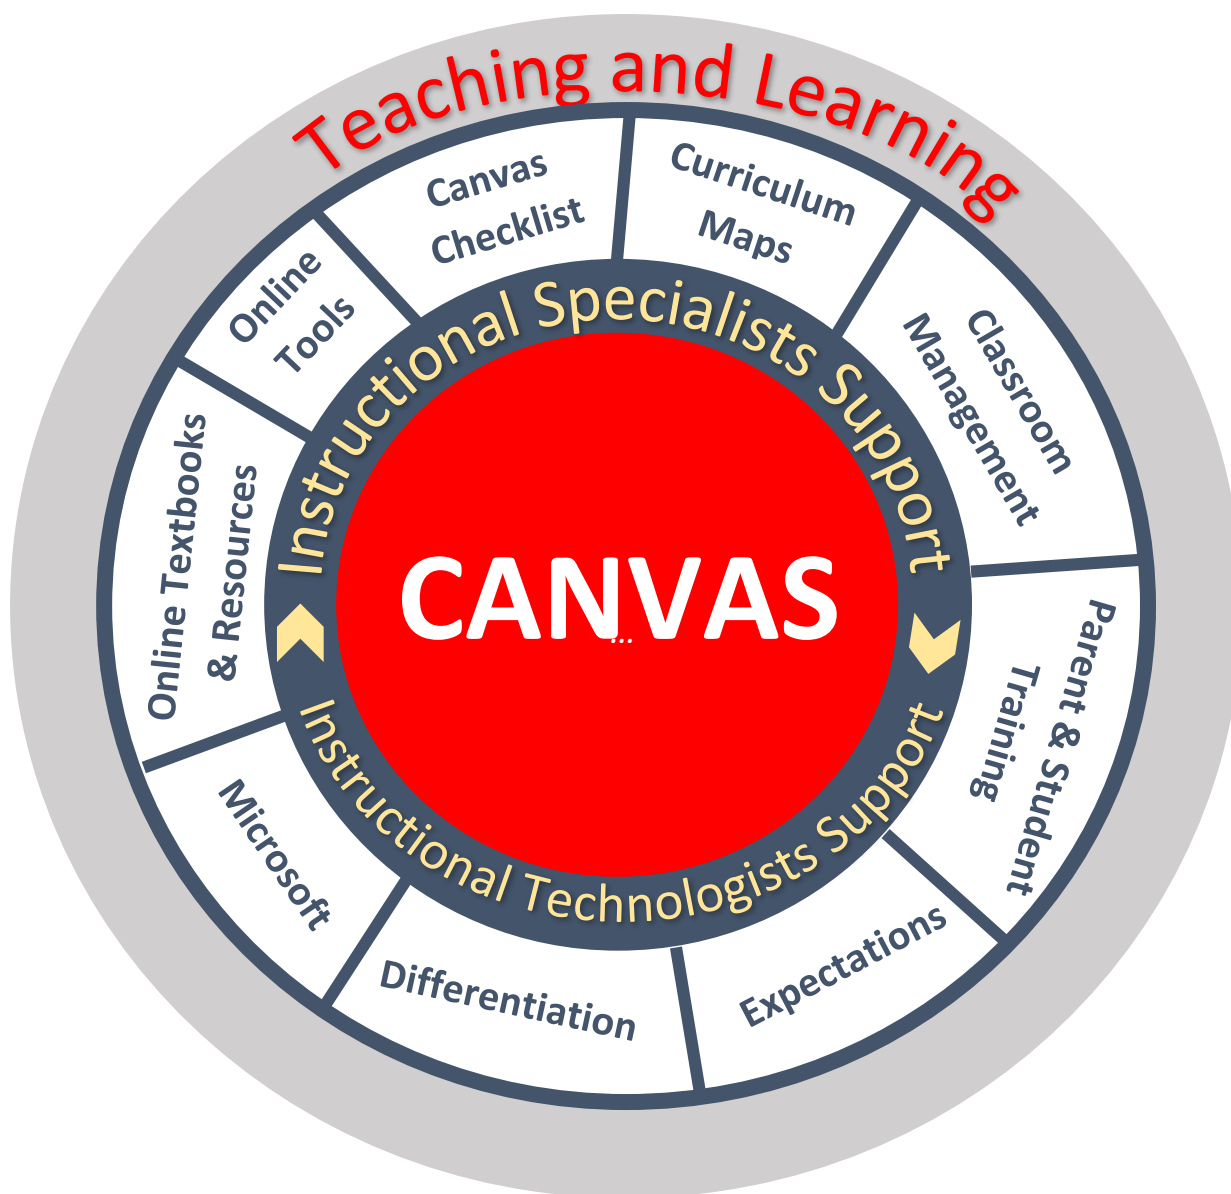 Teaching and Learning
Canvas
Checklist
Curriculum
Maps
Classroom
Management
Parent & Student
Training
Expectations
Differentiation
Microsoft
Online Textbooks
& Resources
Online
Tools
Instructional Specialists Support
Instructional Technologists Support
CANVAS
...